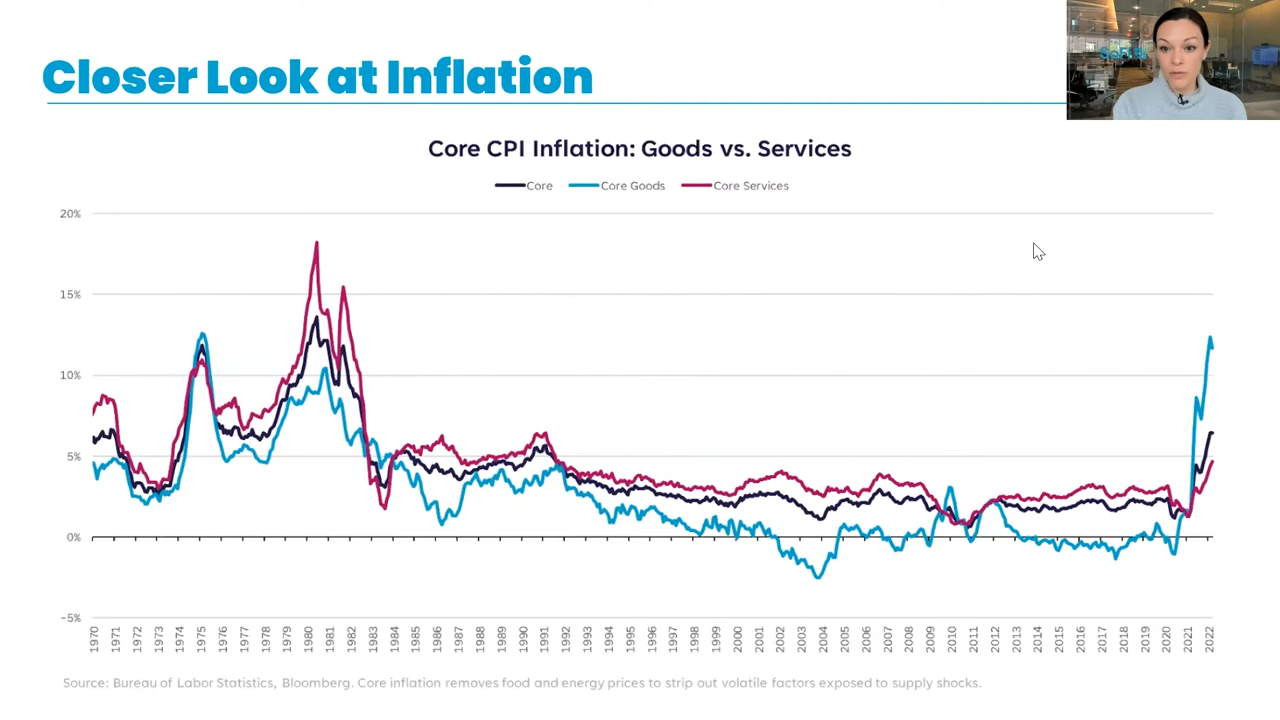 Closer Look at Inflation
Core CPI Inflation: Goods vs. Services
Core Core Goods Core Services
20%
15%
10%
5%
0%
-5%
1970 1971 1972 1973 1974 1975 1976 1977 1978 1979 1980 1981 1982 1983 1984 1985 1986 1987 1988 1989 1990 1991 1992 1993 1994 1995 1996 1997 1998 1999 2000 2001 2002 2003 2004 2005 2006 2007 2008 2009 2010 2011 2012 2013 2014 2015 2016 2017 2018 2019 2020 2021 2022
Source: Bureau of Labor Statistics, Bloomberg. Core inflation removes food and energy prices to strip out volatile factors exposed to supply shocks.